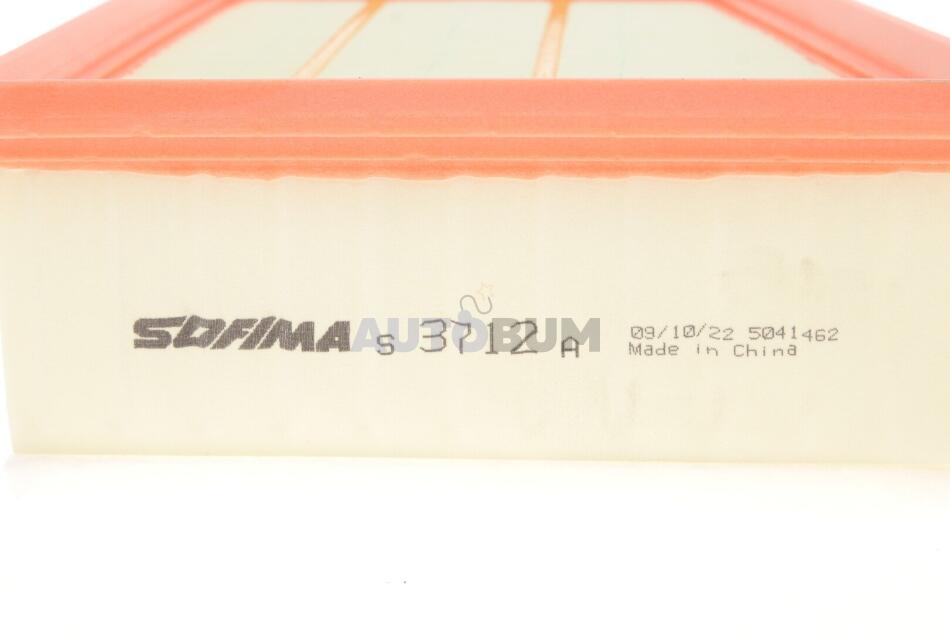 SOFIMA S 3712 A
AUTOBUM
09/10/22 5041462
Made in China